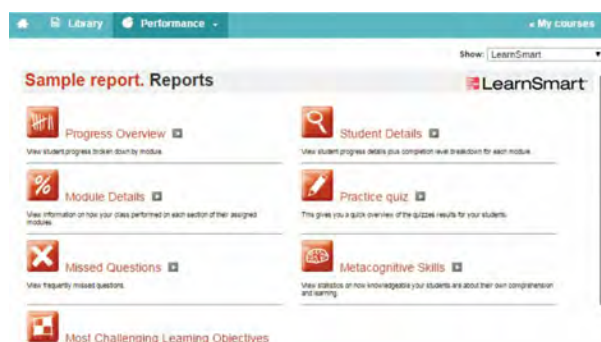 Library Performance
« My courses
Show: LearnSmart
Sample report. Reports
LearnSmart
Progress Overview
View student progress broken down by module.
Student Details
View student progress details plus completion level breakdown for each module.
%
Module Details
View information on how your class performed on each section of their assigned
modules.
Practice quiz
This gives you a quick overview of the quizzes results for your students.
Missed Questions
View frequently missed questions.
Metacognitive Skills
View statistics on how knowledgeable your students are about their own comprehension
and learning.
Most Challenging Learning Objectives